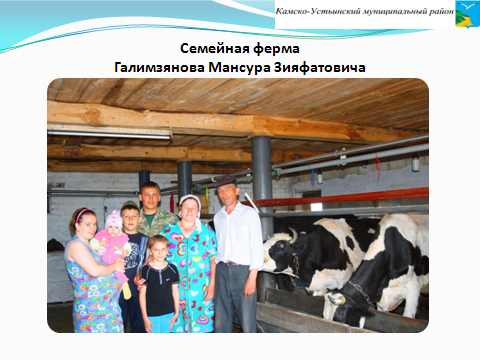 Камско-Устьинский муниципальный район
Семейная ферма
Галимзянова Мансура Зияфатовича